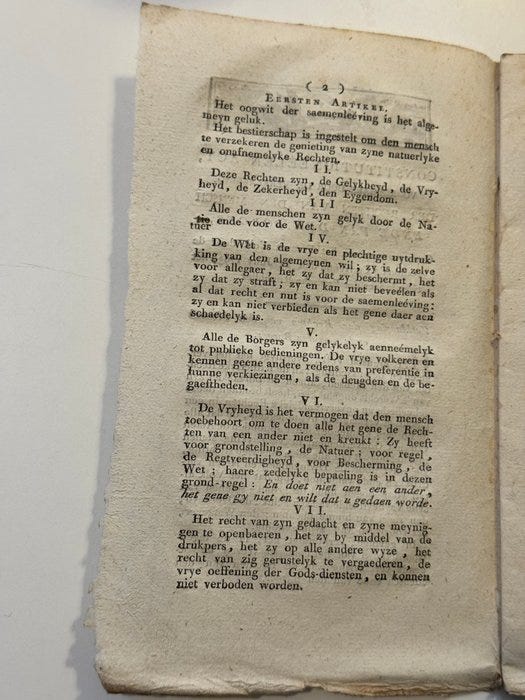 ( 2 )
EERSTEN ARTIKEL.
Het oogwit der saemenleéving is het alge-
meyn geluk.
Het bestierschap is ingestelt om den mensch
te verzekeren de genieting van zyne natuerlyke
en onafnemelyke Rechten.
II.
Deze Rechten zyn, de Gelykheyd, de Vry-
heyd, de Zekerheyd, den Eygendom.
III
Alle de menschen zyn gelyk door de Na-
tuer ende voor de Wet.
IV.
De Wet is de vrye en plechtige uytdruk-
king van den algemeynen wil; zy is de zelve
voor allegaer, het zy dat zy beschermt, het
zy dat zy straft; zy en kan niet beveélen als
al dat recht en nut is voor de saemenleéving:
zy en kan niet verbieden als het gene daer aen
schaedelyk is.
V.
Alle de Borgers zyn gelykelyk aenneémelyk
tot publieke bedieningen. De vrye volkeren en
kennen geene andere redens van preferentie in
hunne verkiezingen, als de deugden en de be-
gaestheden.
VI.
De Vryheyd is het vermogen dat den mensch
toebehoort om te doen alle het gene de Rech-
ten van een ander niet en krenkt: Zy heeft
voor grondstelling, de Natuer; voor regel,
de Regtveerdigheyd, voor Bescherming, de
Wet; haere zedelyke bepaeling is in dezen
grond-regel: En doet niet aen een ander,
het gene gy niet en wilt dat u gedaen worde.
VII.
Het recht van zyn gedacht en zyne meynig-
gen te openbaeren, het zy by middel van de
drukpers, het zy op alle andere wyze, het
recht van zig gerustelyk te vergaederen, de
vrye oeffening der Gods-diensten, en konnen
niet verboden worden.